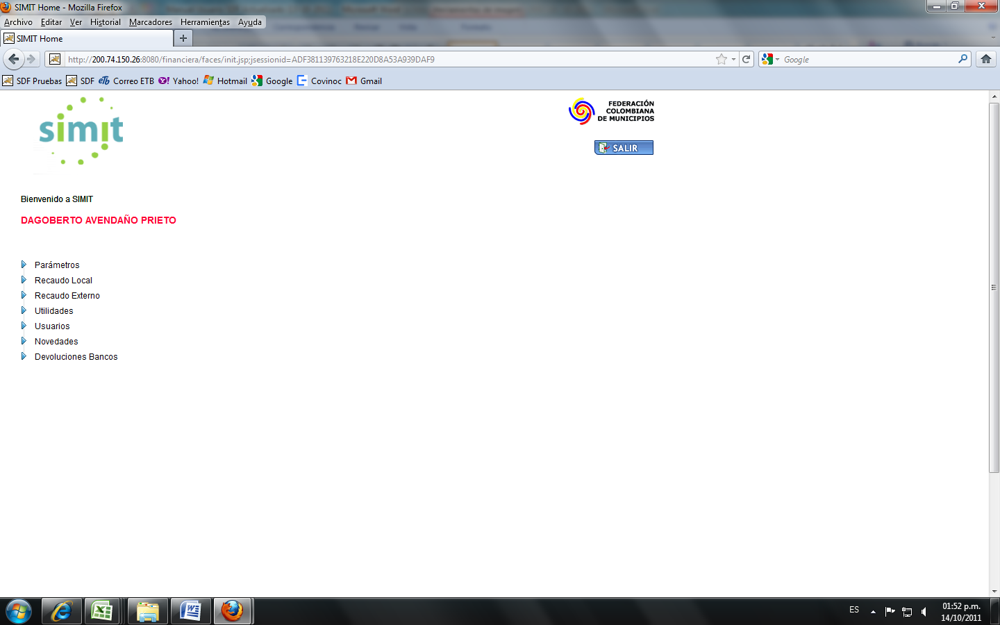 SIMIT Home - Mozilla Firefox
Archivo Editar Ver Historial Marcadores Herramientas Ayuda
SIMIT Home
http://200.74.150.26:8080/financiera/faces/init.jsp;jsessionid=ADF381139763218E220D8A53A939DAF9
Google
SDF Pruebas SDF Correo ETB Yahoo! Hotmail Google Covinoc Gmail
simit
FEDERACIÓN
COLOMBIANA
DE MUNICIPIOS
SALIR
Bienvenido a SIMIT
DAGOBERTO AVENDAÑO PRIETO
Parámetros
Recaudo Local
Recaudo Externo
Utilidades
Usuarios
Novedades
Devoluciones Bancos
ES
01:52 p.m.
14/10/2011